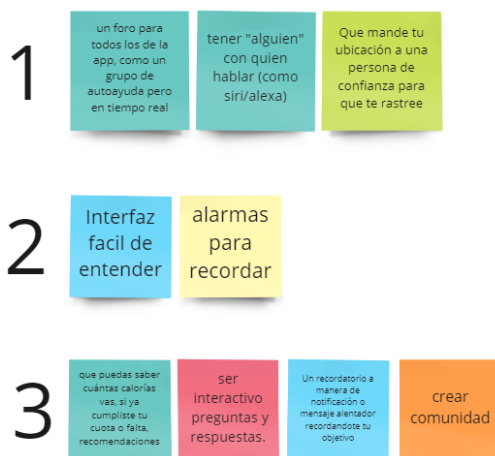 1
un foro para
todos los de la
app, como un
grupo de
autoayuda pero
en tiempo real
tener "alguien"
con quien
hablar (como
siri/alexa)
Que mande tu
ubicación a una
persona de
confianza para
que te rastree
2
Interfaz
facil de
entender
alarmas
para
recordar
3
que puedas saber
cuántas calorías
vas, si ya
cumpliste tu
cuota o falta,
recomendaciones
ser
interactivo
preguntas y
respuestas.
Un recordatorio a
manera de
notificación o
mensaje alentador
recordandote tu
objetivo
crear
comunidad